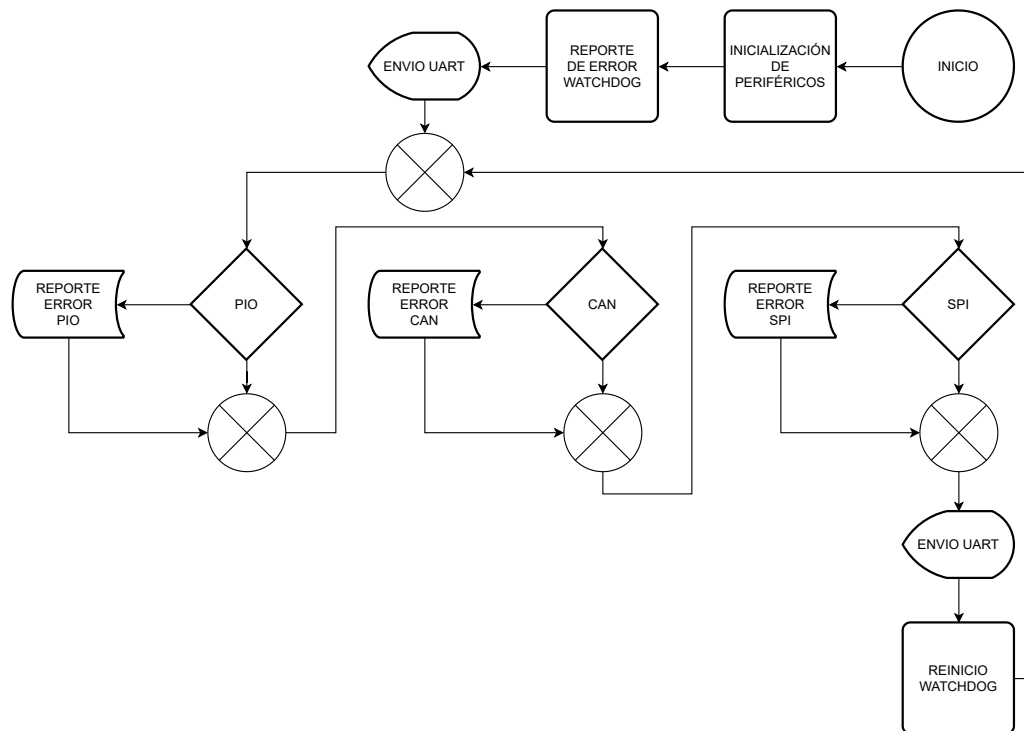 ENVIO UART
REPORTE
DE ERROR
WATCHDOG
INICIALIZACIÓN
DE
PERIFÉRICOS
INICIO
REPORTE
ERROR
PIO
PIO
REPORTE
ERROR
CAN
CAN
REPORTE
ERROR
SPI
SPI
ENVIO UART
REINICIO
WATCHDOG